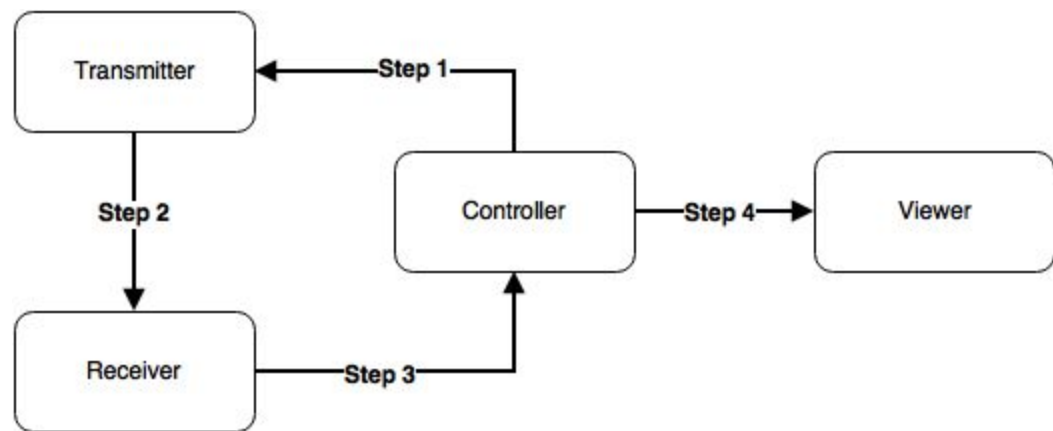 Transmitter
Step 1
Step 2
Controller
Step 4
Viewer
Receiver
Step 3